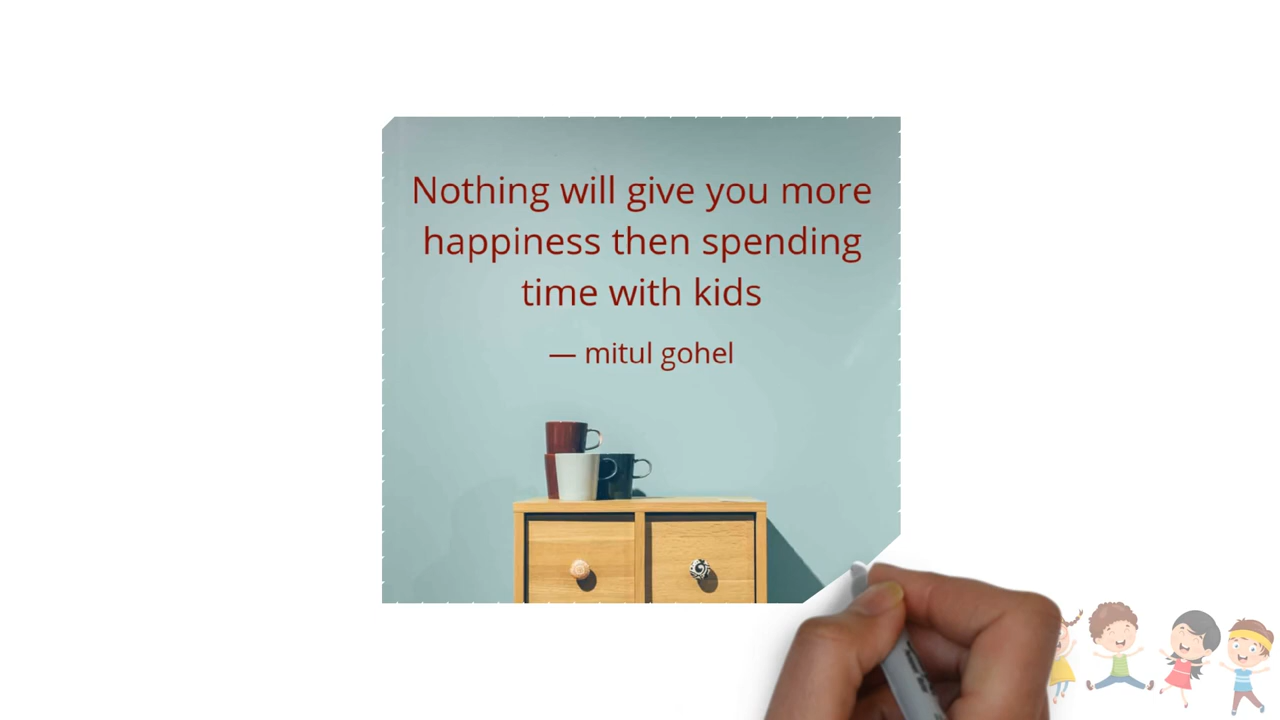 Nothing will give you more
happiness then spending
time with kids
— mitul gohel